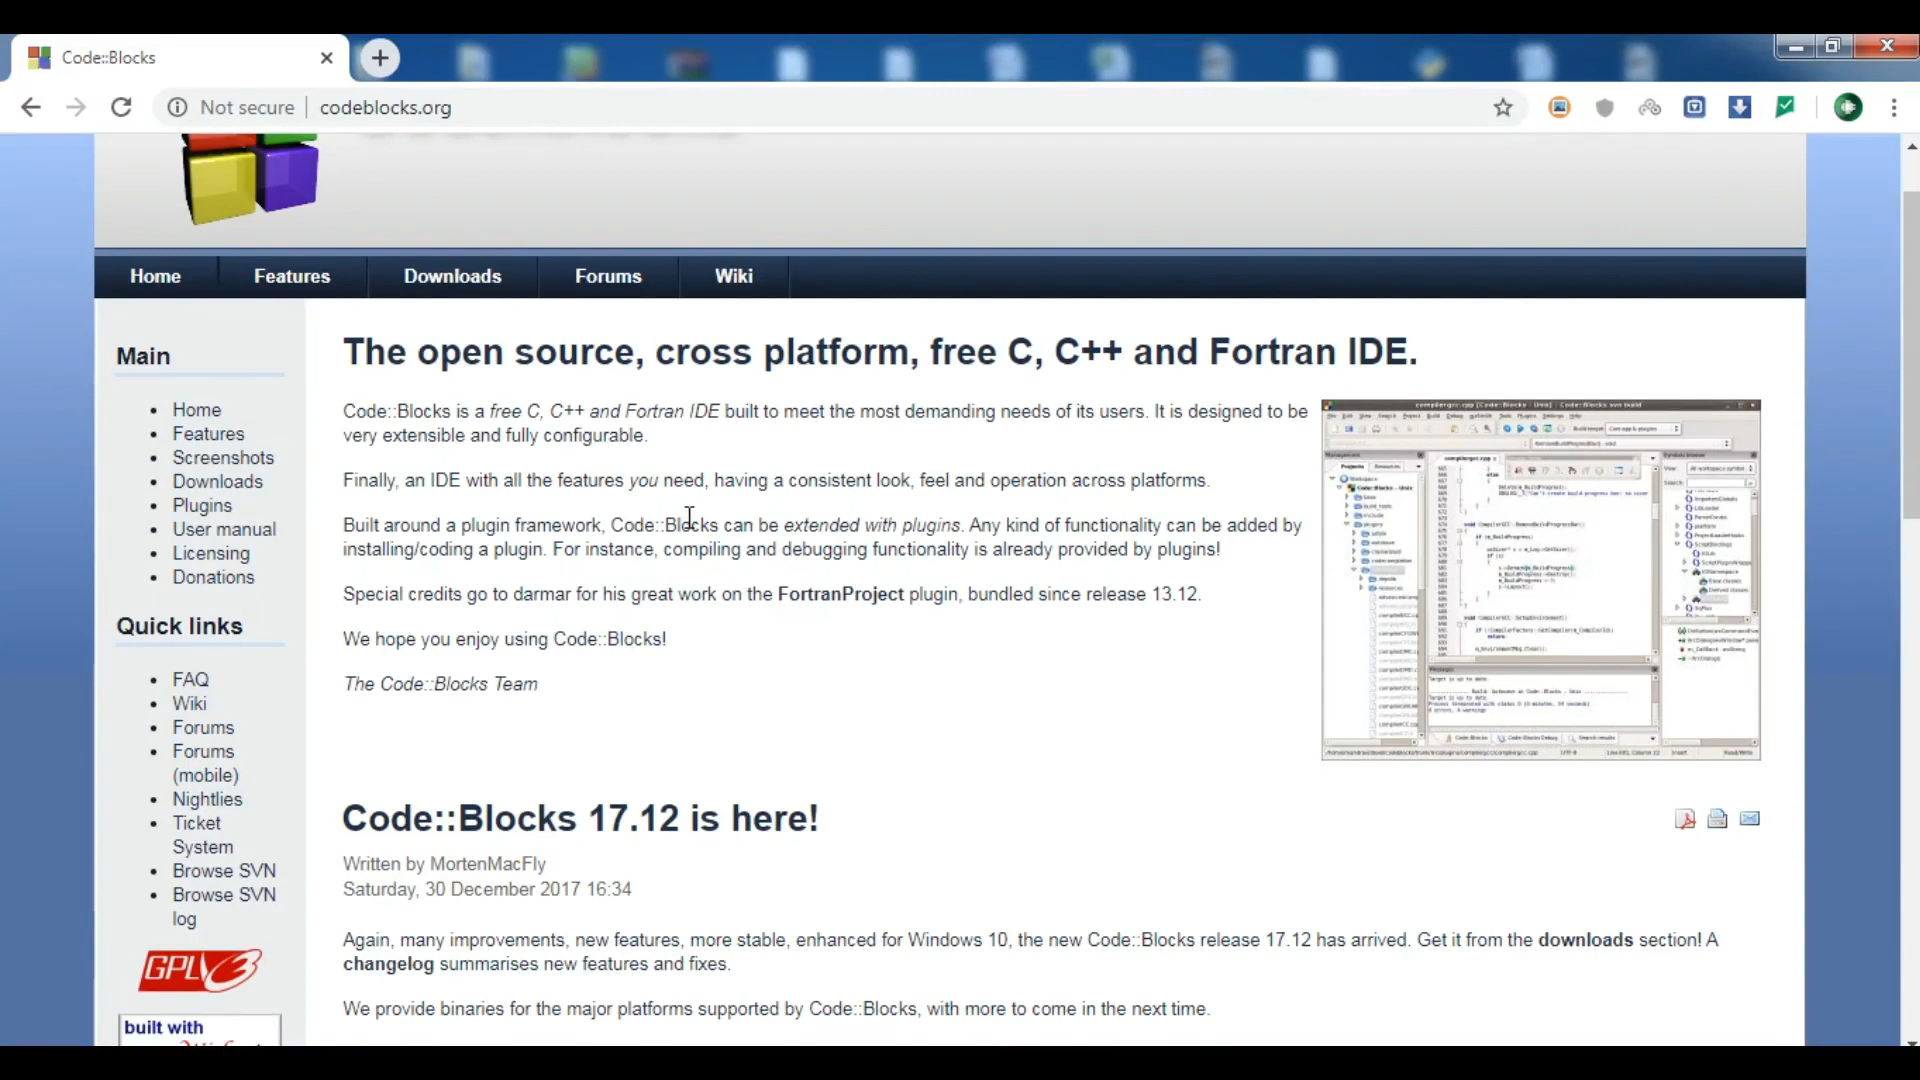 Code::Blocks
Not secure
codeblocks.org
Home
Features
Downloads
Forums
Wiki
Main
Home
Features
Screenshots
Downloads
Plugins
User manual
Licensing
Donations
Quick links
FAQ
Wiki
Forums
Forums
(mobile)
Nightlies
Ticket
System
Browse SVN
Browse SVN
log
GPLv3
built with
The open source, cross platform, free C, C++ and Fortran IDE.
Code::Blocks is a free C, C++ and Fortran IDE built to meet the most demanding needs of its users. It is designed to be
very extensible and fully configurable.
Finally, an IDE with all the features you need, having a consistent look, feel and operation across platforms.
Built around a plugin framework, Code::Blocks can be extended with plugins. Any kind of functionality can be added by
installing/coding a plugin. For instance, compiling and debugging functionality is already provided by plugins!
Special credits go to darmar for his great work on the FortranProject plugin, bundled since release 13.12.
We hope you enjoy using Code::Blocks!
The Code::Blocks Team
Code::Blocks 17.12 is here!
Written by MortenMacFly
Saturday, 30 December 2017 16:34
Again, many improvements, new features, more stable, enhanced for Windows 10, the new Code::Blocks release 17.12 has arrived. Get it from the downloads section! A
changelog summarises new features and fixes.
We provide binaries for the major platforms supported by Code::Blocks, with more to come in the next time.